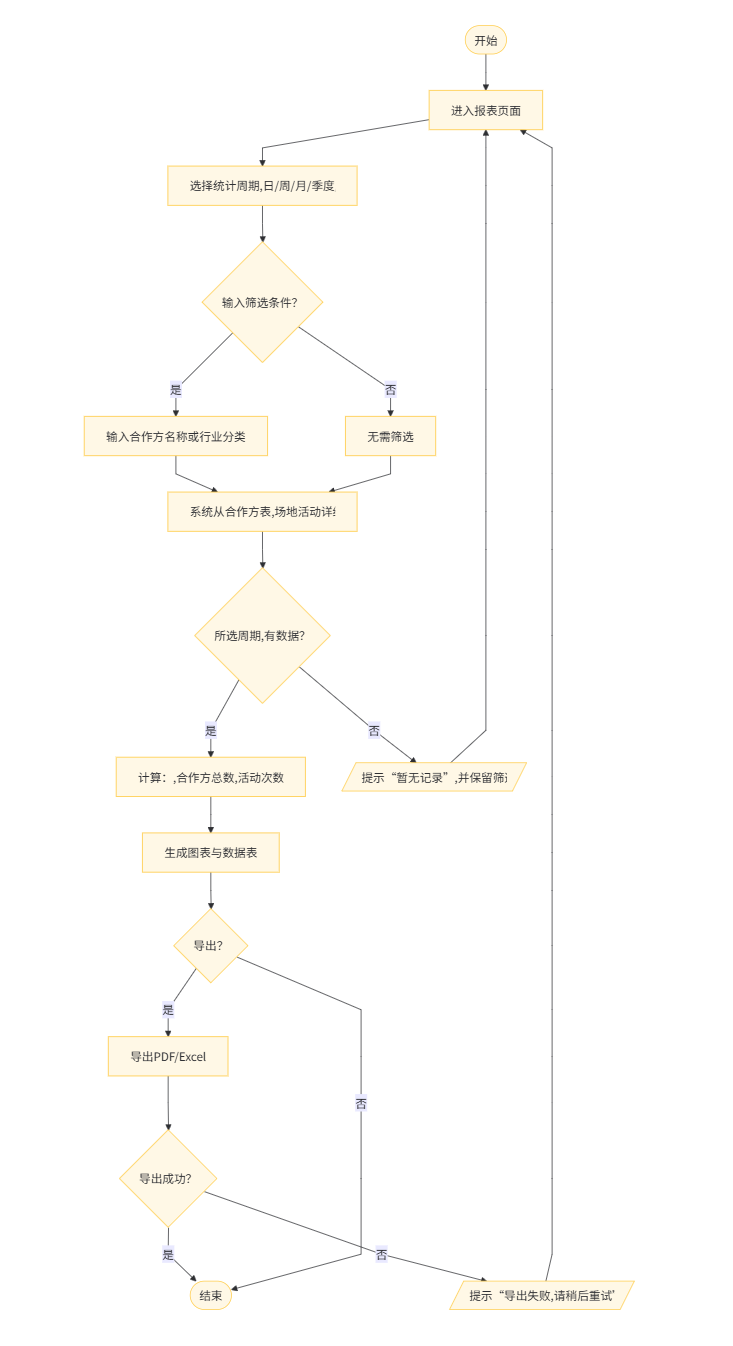 开始
进入报表页面
选择统计周期,日/周/月/季度
输入筛选条件?
是
否
输入合作方名称或行业分类
无需筛选
系统从合作方表,场地活动详
所选周期,有数据?
是
否
计算：,合作方总数,活动次数
提示“暂无记录”,并保留筛
生成图表与数据表
导出?
是
导出PDF/Excel
否
导出成功?
是
否
结束
提示“导出失败,请稍后重试”